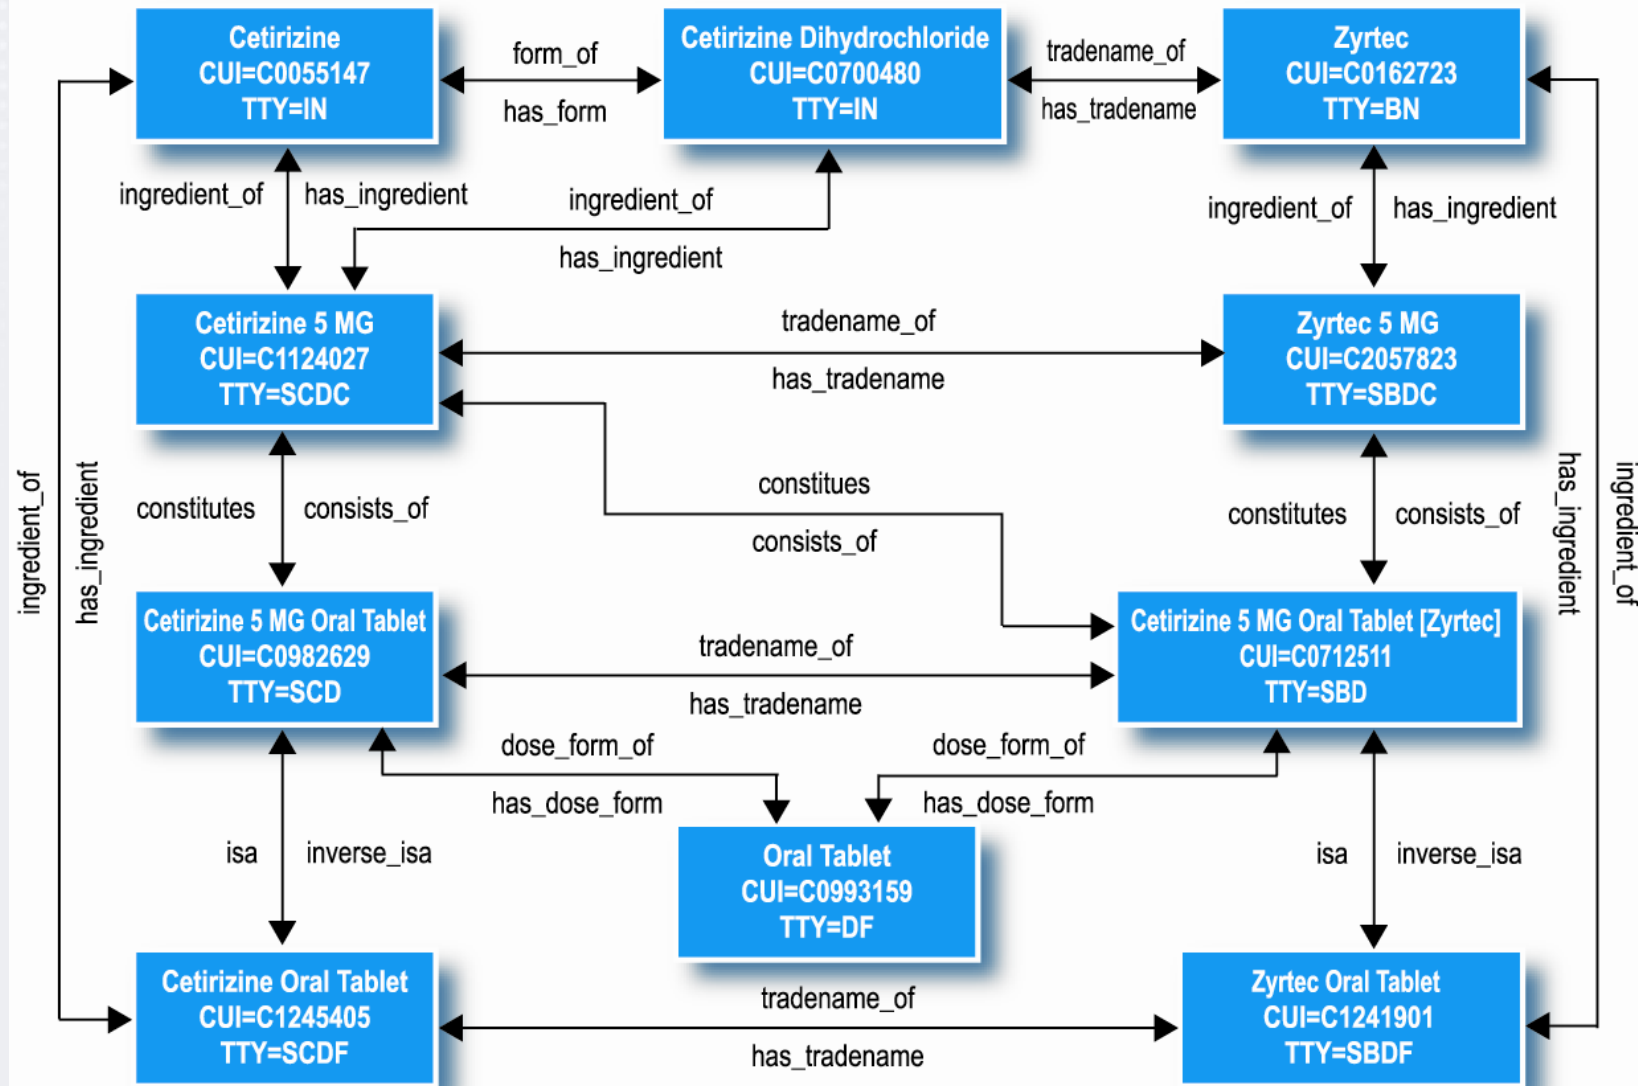 Cetirizine
CUI=C0055147
TTY=IN
form_of
has_form
Cetirizine Dihydrochloride
CUI=C0700480
TTY=IN
tradename_of
has_tradename
Zyrtec
CUI=C0162723
TTY=BN
ingredient_of
has_ingredient
ingredient_of
has_ingredient
ingredient_of
has_ingredient
Cetirizine 5 MG
CUI=C1124027
TTY=SCDC
tradename_of
has_tradename
Zyrtec 5 MG
CUI=C2057823
TTY=SBDC
ingredient_of
has_ingredient
constitutes
consists_of
constitues
consists_of
constitutes
consists_of
has_ingredient
ingredient_of
Cetirizine 5 MG Oral Tablet
CUI=C0982629
TTY=SCD
tradename_of
has_tradename
Cetirizine 5 MG Oral Tablet [Zyrtec]
CUI=C0712511
TTY=SBD
dose_form_of
has_dose_form
dose_form_of
has_dose_form
isa
inverse_isa
Oral Tablet
CUI=C0993159
TTY=DF
isa
inverse_isa
Cetirizine Oral Tablet
CUI=C1245405
TTY=SCDF
tradename_of
has_tradename
Zyrtec Oral Tablet
CUI=C1241901
TTY=SBDF